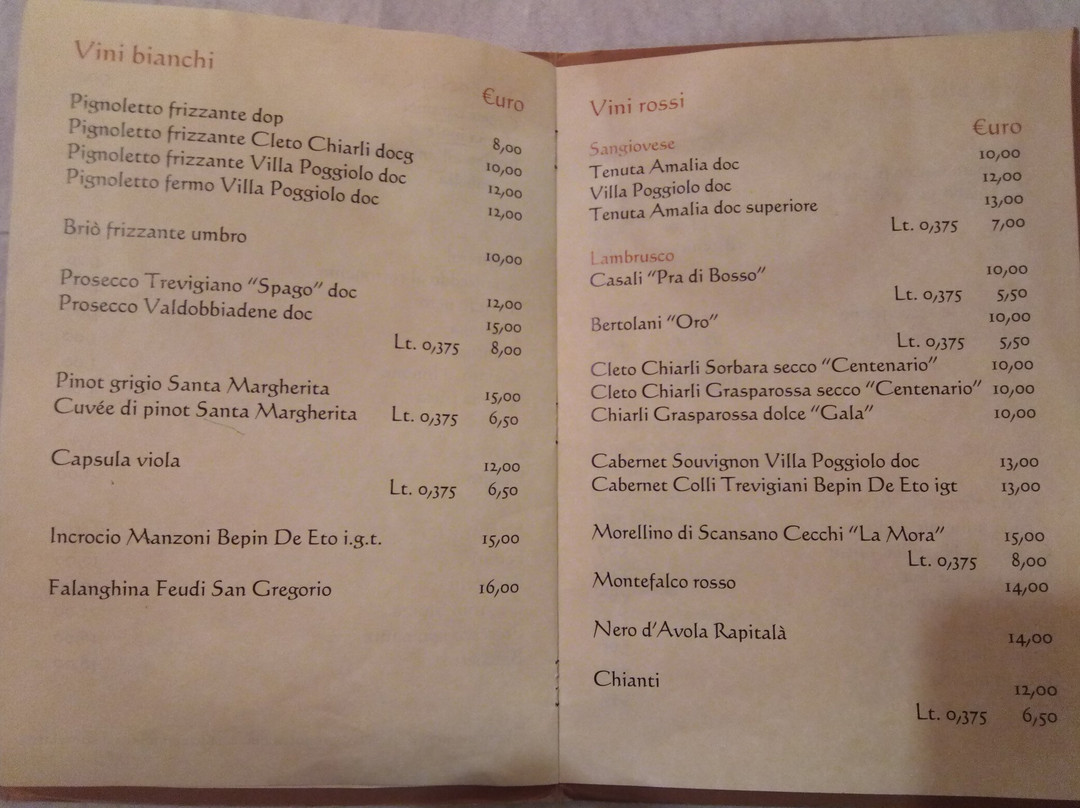 Vini bianchi
€uro
Pignoletto frizzante dop 8,00
Pignoletto frizzante Cleto Chiarli docg 10,00
Pignoletto frizzante Villa Poggiolo doc 12,00
Pignoletto fermo Villa Poggiolo doc 12,00
Briò frizzante umbro 10,00
Prosecco Trevigiano "Spago" doc 12,00
Prosecco Valdobbiadene doc 15,00
Lt. 0,375 8,00
Pinot grigio Santa Margherita 15,00
Cuvée di pinot Santa Margherita Lt. 0,375 6,50
Capsula viola 12,00
Lt. 0,375 6,50
Incrocio Manzoni Bepin De Eto i.g.t. 15,00
Falanghina Feudi San Gregorio 16,00
Vini rossi
€uro
Sangiovese
Tenuta Amalia doc 10,00
Villa Poggiolo doc 12,00
Tenuta Amalia doc superiore 13,00
Lt. 0,375 7,00
Lambrusco
Casali "Pra di Bosso" 10,00
Lt. 0,375 5,50
Bertolani "Oro" 10,00
Lt. 0,375 5,50
Cleto Chiarli Sorbara secco "Centenario" 10,00
Cleto Chiarli Grasparossa secco "Centenario" 10,00
Chiarli Grasparossa dolce "Gala" 10,00
Cabernet Souvignon Villa Poggiolo doc 13,00
Cabernet Colli Trevigiani Bepin De Eto igt 13,00
Morellino di Scansano Cecchi "La Mora" 15,00
Lt. 0,375 8,00
Montefalco rosso 14,00
Nero d'Avola Rapitalà 14,00
Chianti 12,00
Lt. 0,375 6,50